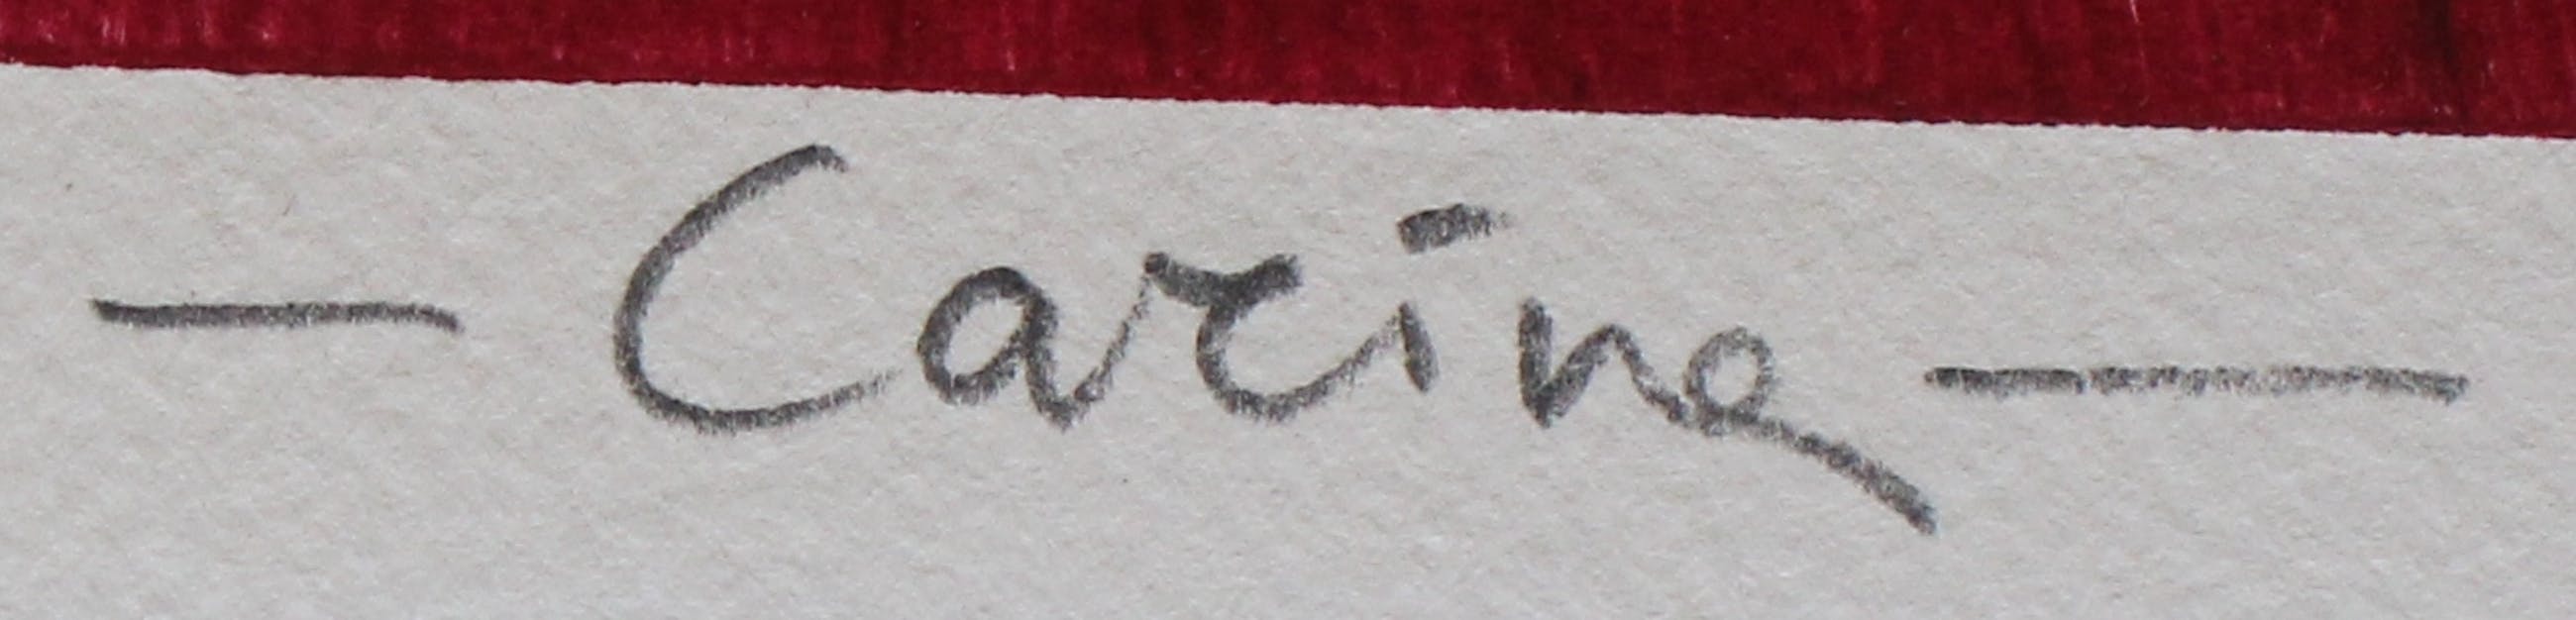 — Carina —